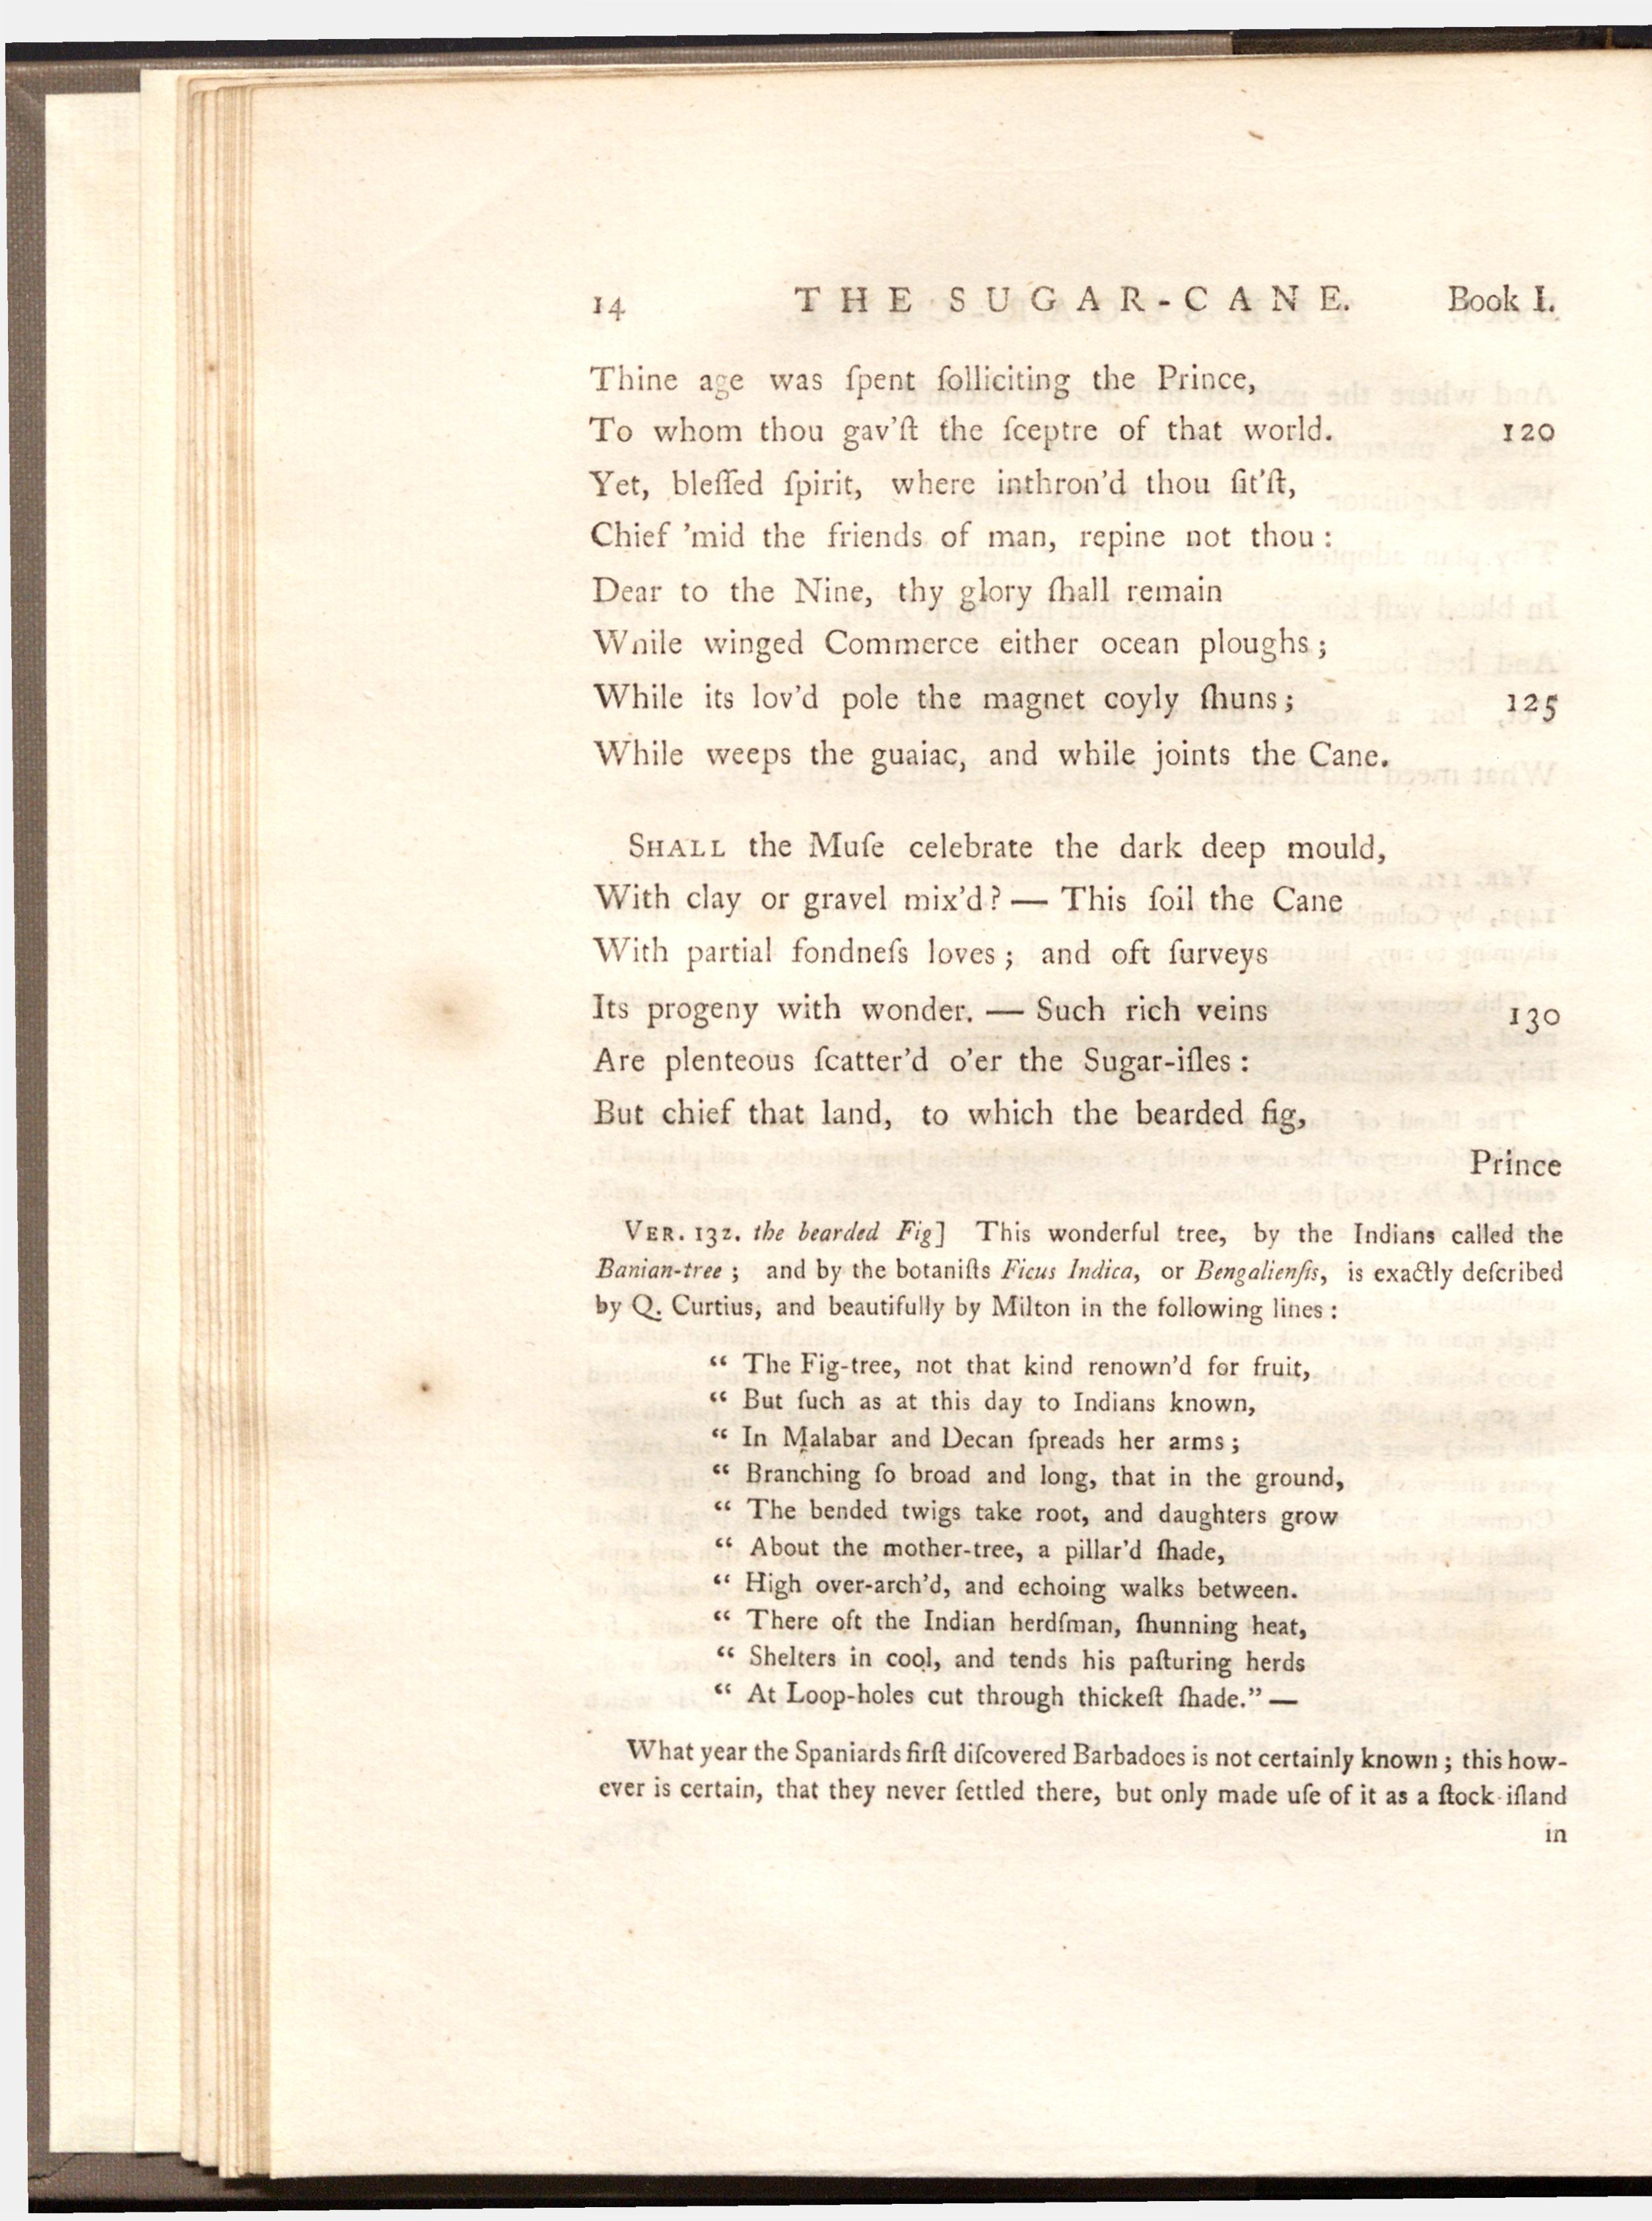 14 THE SUGAR-CANE. Book I.
Thine age was ſpent ſolliciting the Prince,
To whom thou gav'ſt the ſceptre of that world. 120
Yet, bleſſed ſpirit, where inthron'd thou ſit'ſt,
Chief 'mid the friends of man, repine not thou :
Dear to the Nine, thy glory ſhall remain
While winged Commerce either ocean ploughs ;
While its lov'd pole the magnet coyly ſhuns ; 125
While weeps the guaiac, and while joints the Cane.
SHALL the Muſe celebrate the dark deep mould,
With clay or gravel mix'd ? — This ſoil the Cane
With partial fondneſs loves ; and oft ſurveys
Its progeny with wonder. — Such rich veins 130
Are plenteous ſcatter'd o'er the Sugar-iſles :
But chief that land, to which the bearded fig,
Prince
VER. 132. the bearded Fig] This wonderful tree, by the Indians called the
Banian-tree ; and by the botaniſts Ficus Indica, or Bengalienſis, is exactly deſcribed
by Q. Curtius, and beautifully by Milton in the following lines :
“ The Fig-tree, not that kind renown'd for fruit,
“ But ſuch as at this day to Indians known,
“ In Malabar and Decan ſpreads her arms ;
“ Branching ſo broad and long, that in the ground,
“ The bended twigs take root, and daughters grow
“ About the mother-tree, a pillar'd ſhade,
“ High over-arch'd, and echoing walks between.
“ There oft the Indian herdſman, ſhunning heat,
“ Shelters in cool, and tends his paſturing herds
“ At Loop-holes cut through thickeſt ſhade.” —
What year the Spaniards firſt diſcovered Barbadoes is not certainly known ; this how-
ever is certain, that they never ſettled there, but only made uſe of it as a ſtock-iſland
in